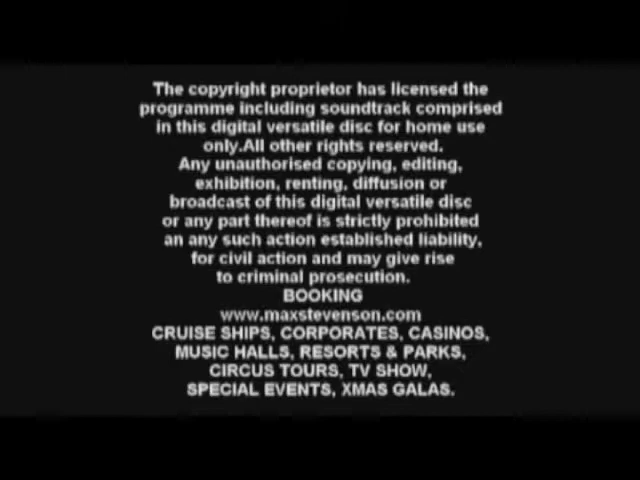 The copyright proprietor has licensed the
programme including soundtrack comprised
in this digital versatile disc for home use
only.All other rights reserved.
Any unauthorised copying, editing,
exhibition, renting, diffusion or
broadcast of this digital versatile disc
or any part thereof is strictly prohibited
an any such action established liability,
for civil action and may give rise
to criminal prosecution.
BOOKING
www.maxstevenson.com
CRUISE SHIPS, CORPORATES, CASINOS,
MUSIC HALLS, RESORTS & PARKS,
CIRCUS TOURS, TV SHOW,
SPECIAL EVENTS, XMAS GALAS.